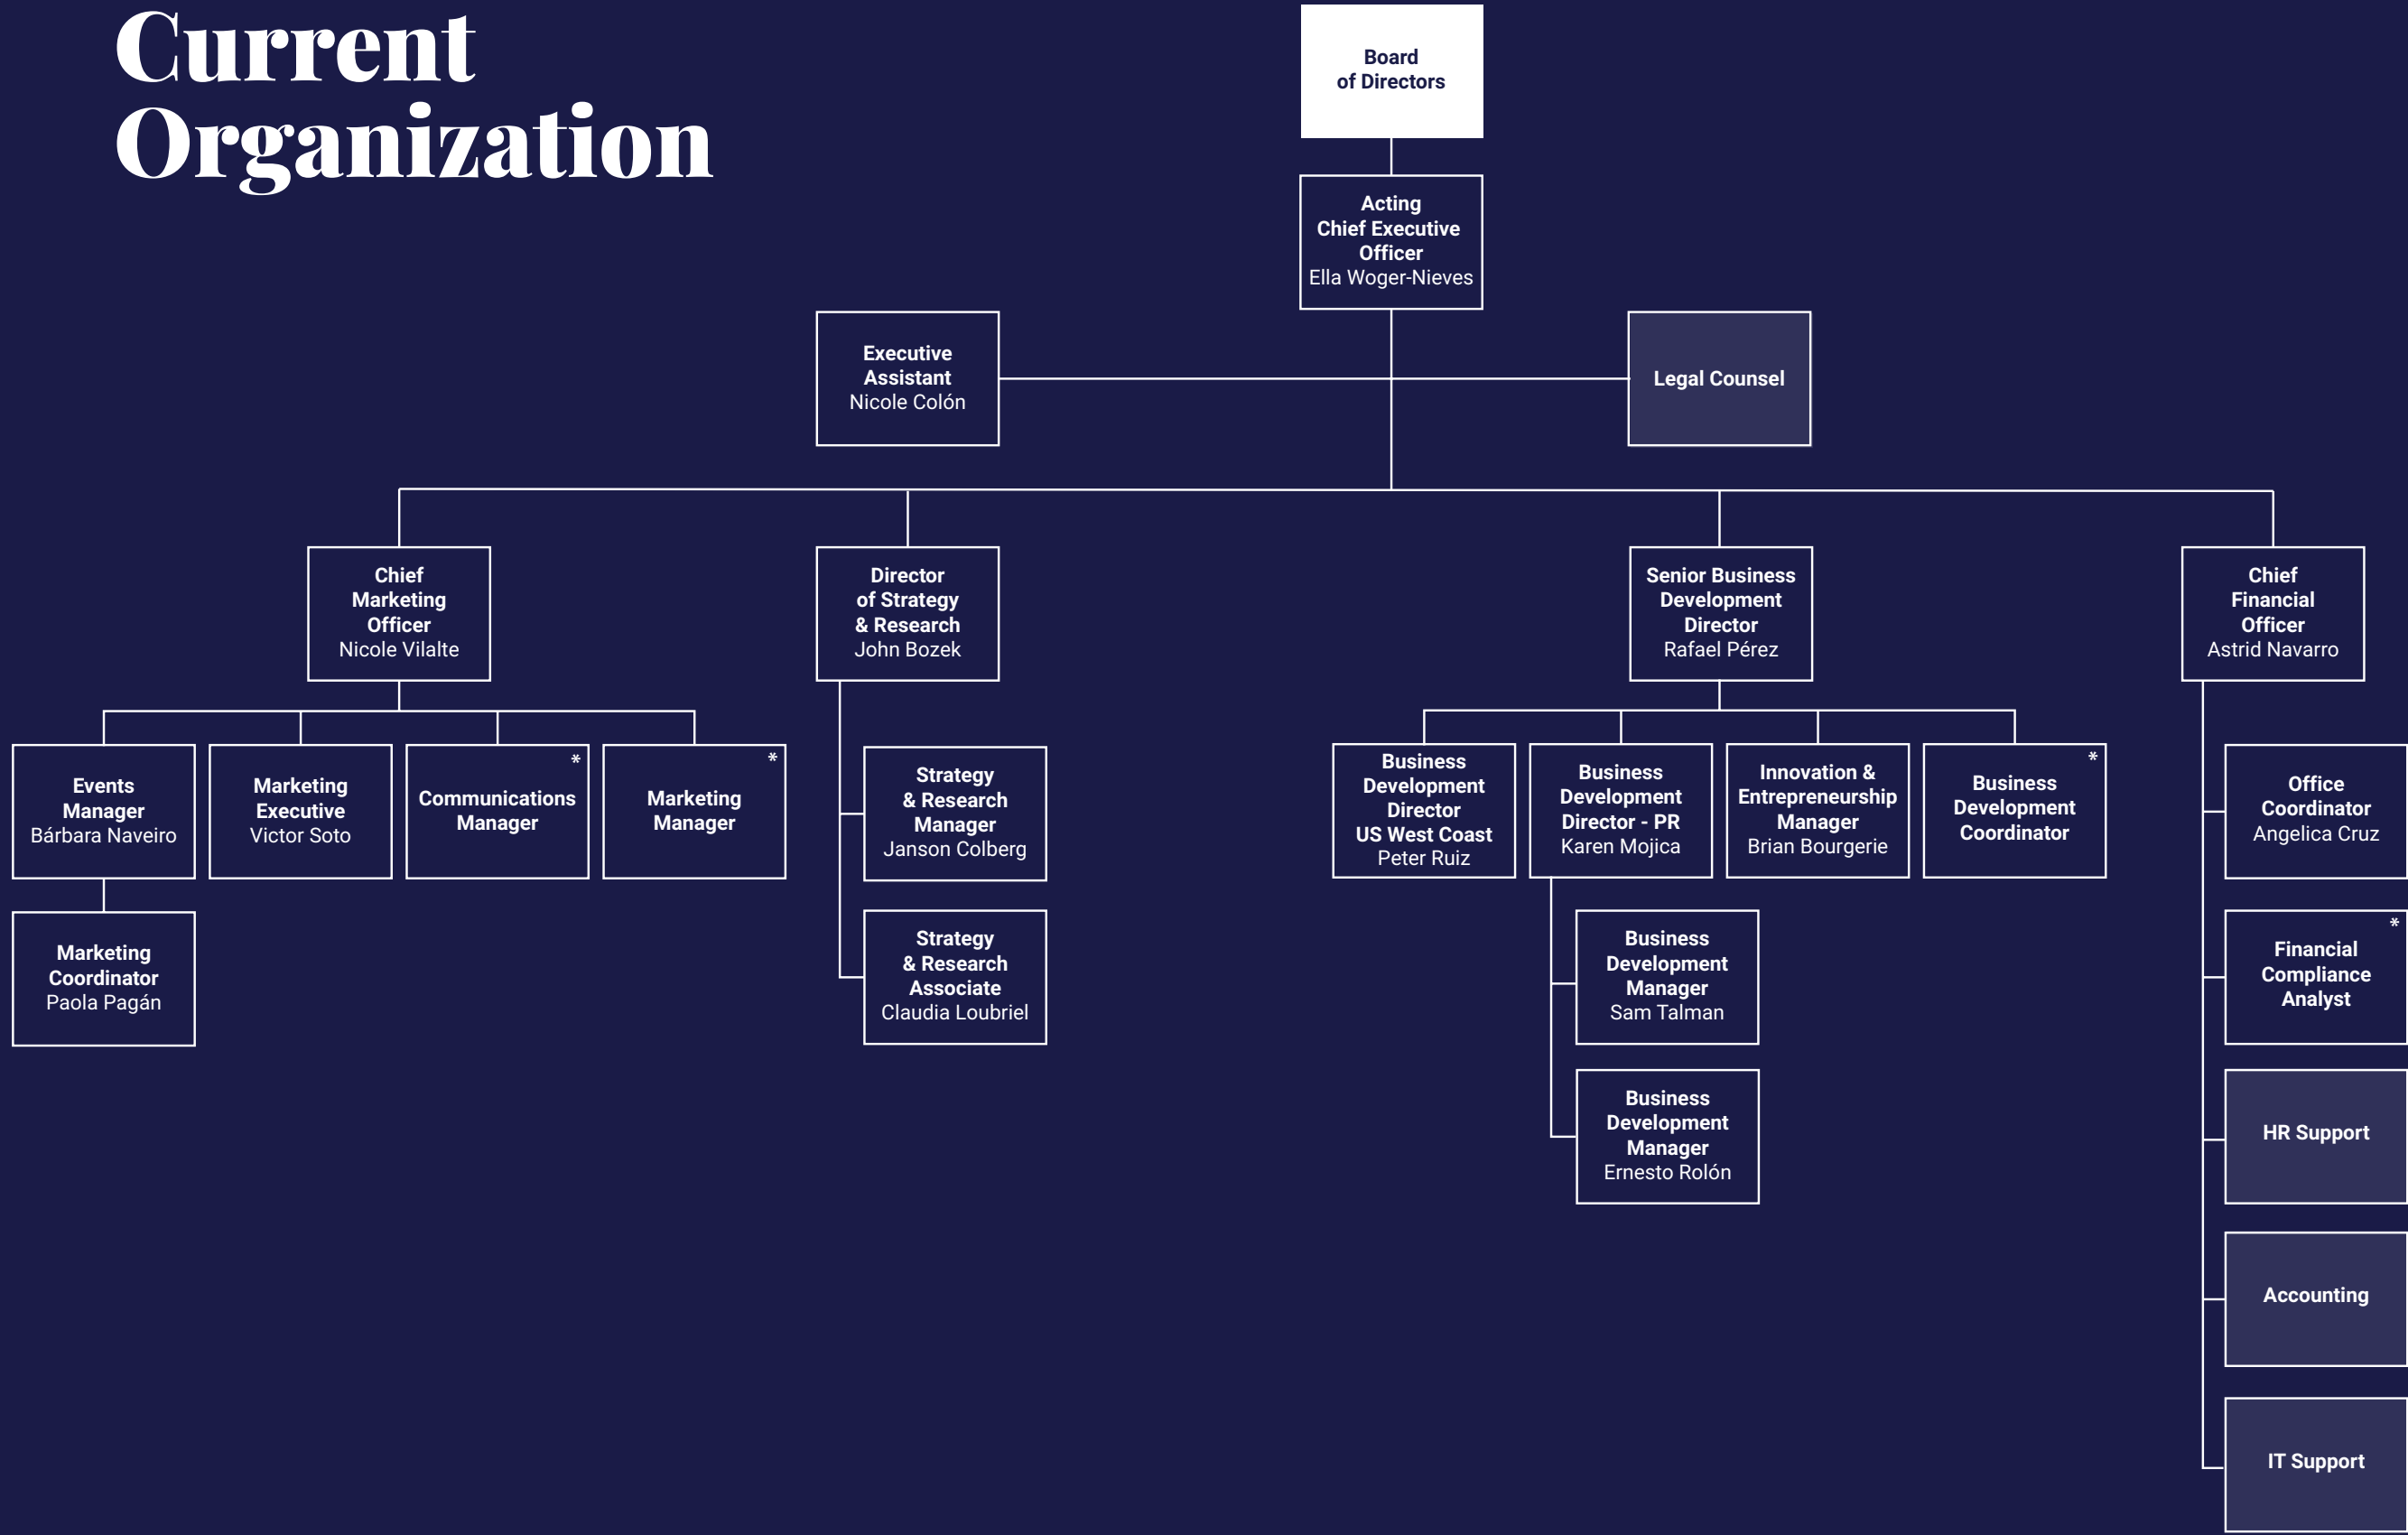 Current
Organization
Board
of Directors
Acting
Chief Executive
Officer
Ella Woger-Nieves
Executive
Assistant
Nicole Colón
Legal Counsel
Chief
Marketing
Officer
Nicole Vilalte
Director
of Strategy
& Research
John Bozek
Senior Business
Development
Director
Rafael Pérez
Chief
Financial
Officer
Astrid Navarro
Events
Manager
Bárbara Naveiro
Marketing
Executive
Victor Soto
*
Communications
Manager
*
Marketing
Manager
Strategy
& Research
Manager
Janson Colberg
Business
Development
Director
US West Coast
Peter Ruiz
Business
Development
Director - PR
Karen Mojica
Innovation &
Entrepreneurship
Manager
Brian Bourgerie
*
Business
Development
Coordinator
Office
Coordinator
Angelica Cruz
Marketing
Coordinator
Paola Pagán
Strategy
& Research
Associate
Claudia Loubriel
Business
Development
Manager
Sam Talman
*
Financial
Compliance
Analyst
Business
Development
Manager
Ernesto Rolón
HR Support
Accounting
IT Support